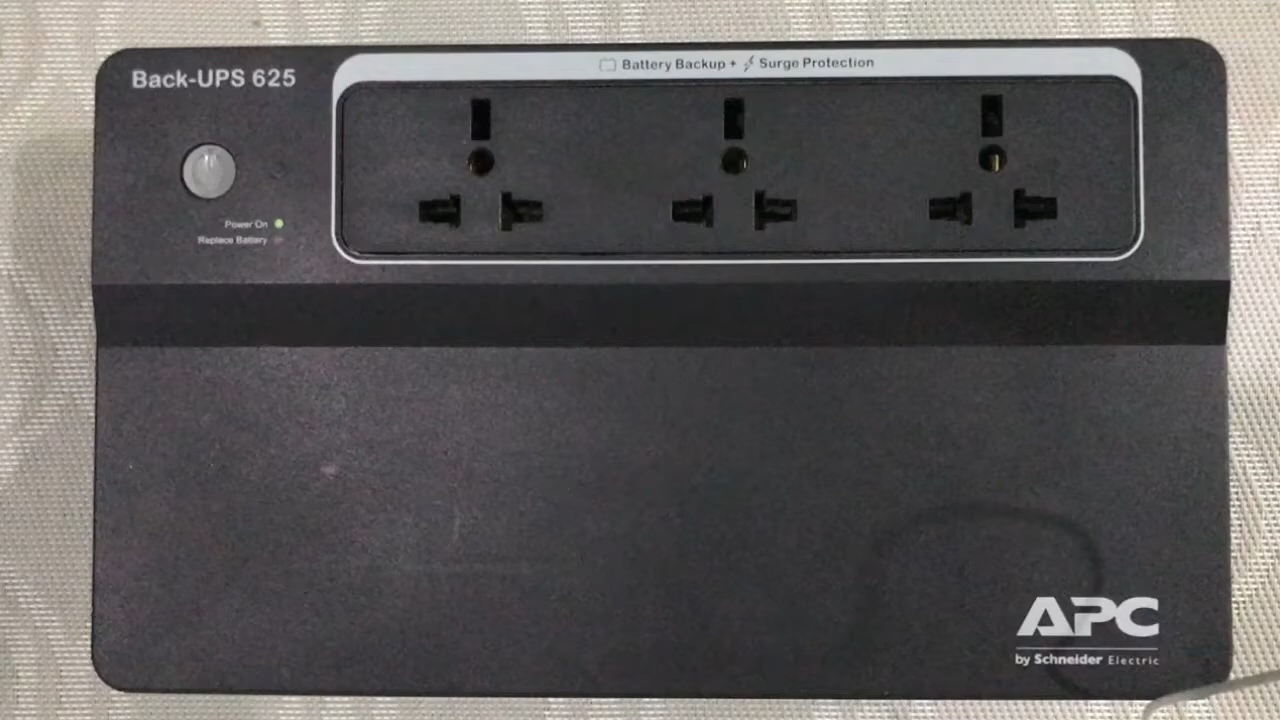 Back-UPS 625
Battery Backup + Surge Protection
Power On
Replace Battery
APC
by Schneider Electric